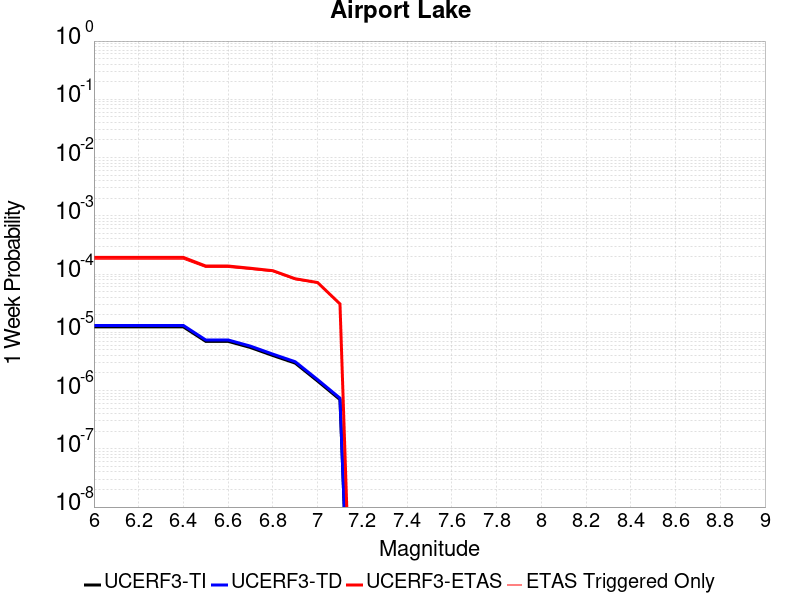 Airport Lake
1 Week Probability
10^0
10^-1
10^-2
10^-3
10^-4
10^-5
10^-6
10^-7
10^-8
6 6.2 6.4 6.6 6.8 7 7.2 7.4 7.6 7.8 8 8.2 8.4 8.6 8.8 9
Magnitude
UCERF3-TI UCERF3-TD UCERF3-ETAS ETAS Triggered Only